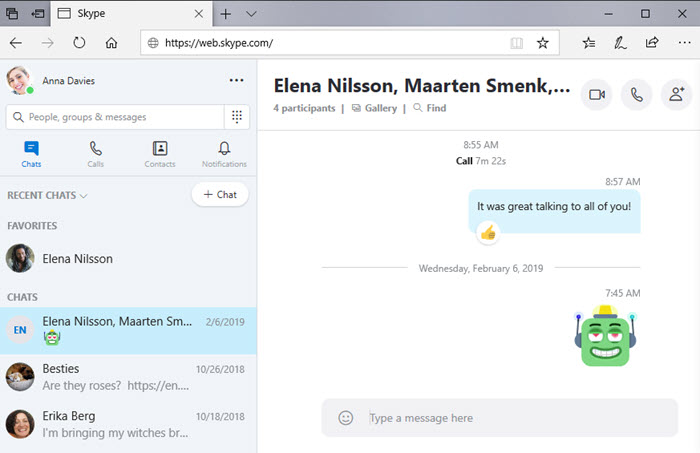 Skype
https://web.skype.com/
Anna Davies
People, groups & messages
Chats
Calls
Contacts
Notifications
RECENT CHATS
+ Chat
FAVORITES
Elena Nilsson
CHATS
EN
Elena Nilsson, Maarten Sm...
2/6/2019
Besties
10/26/2018
Are they roses? https://en....
Erika Berg
10/18/2018
I'm bringing my witches br...
Elena Nilsson, Maarten Smenk,...
4 participants | Gallery | Find
8:55 AM
Call 7m 22s
8:57 AM
It was great talking to all of you!
Wednesday, February 6, 2019
7:45 AM
Type a message here